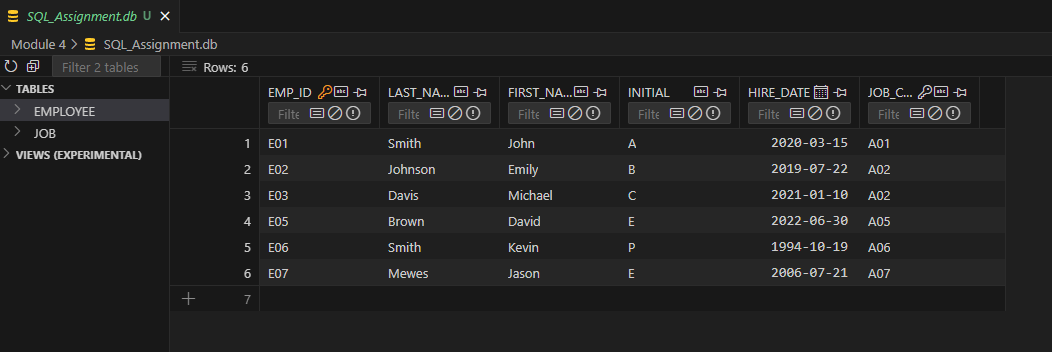 SQL_Assignment.db U
Module 4 > SQL_Assignment.db
Filter 2 tables
Rows: 6
TABLES
EMPLOYEE
JOB
VIEWS (EXPERIMENTAL)
EMP_ID LAST_NA... FIRST_NA... INITIAL HIRE_DATE JOB_C...
Filte Filte Filte Filte Filte Filte
1 E01 Smith John A 2020-03-15 A01
2 E02 Johnson Emily B 2019-07-22 A02
3 E03 Davis Michael C 2021-01-10 A02
4 E05 Brown David E 2022-06-30 A05
5 E06 Smith Kevin P 1994-10-19 A06
6 E07 Mewes Jason E 2006-07-21 A07
7